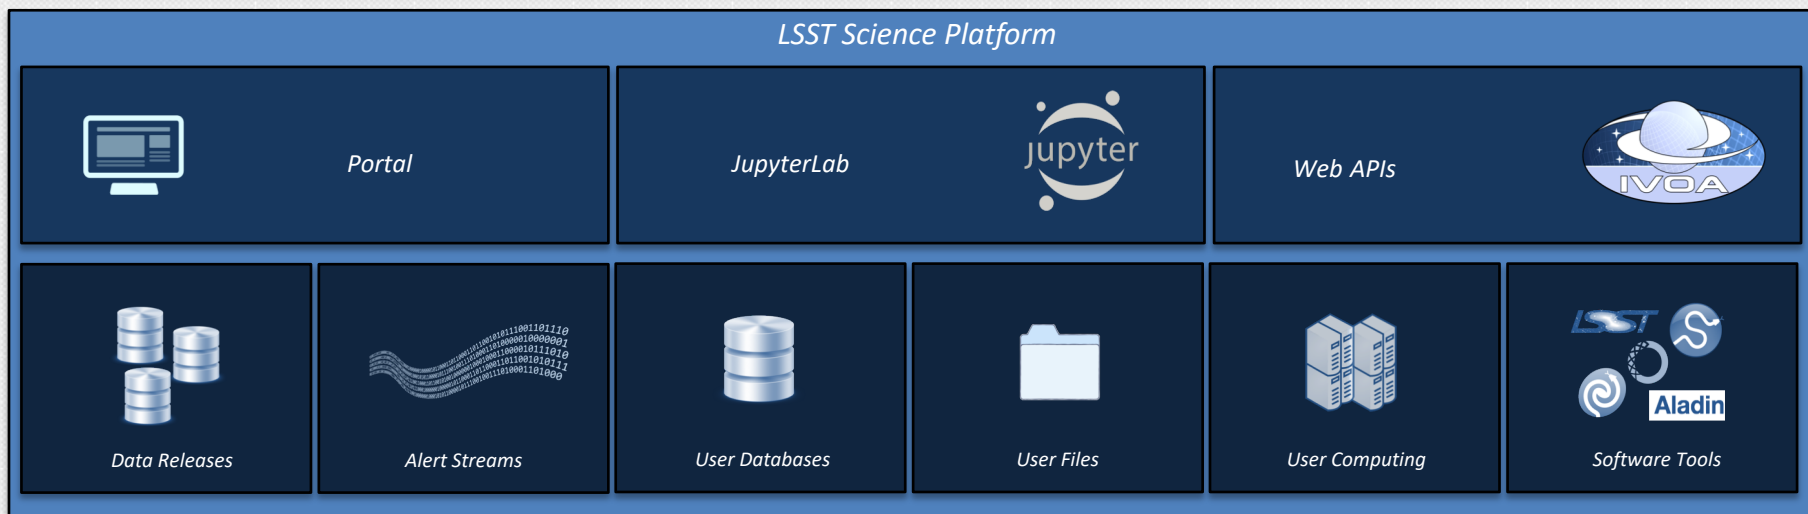 LSST Science Platform
Portal
JupyterLab
jupyter
Web APIs
IVOA
LSST
Aladin
Data Releases
Alert Streams
User Databases
User Files
User Computing
Software Tools